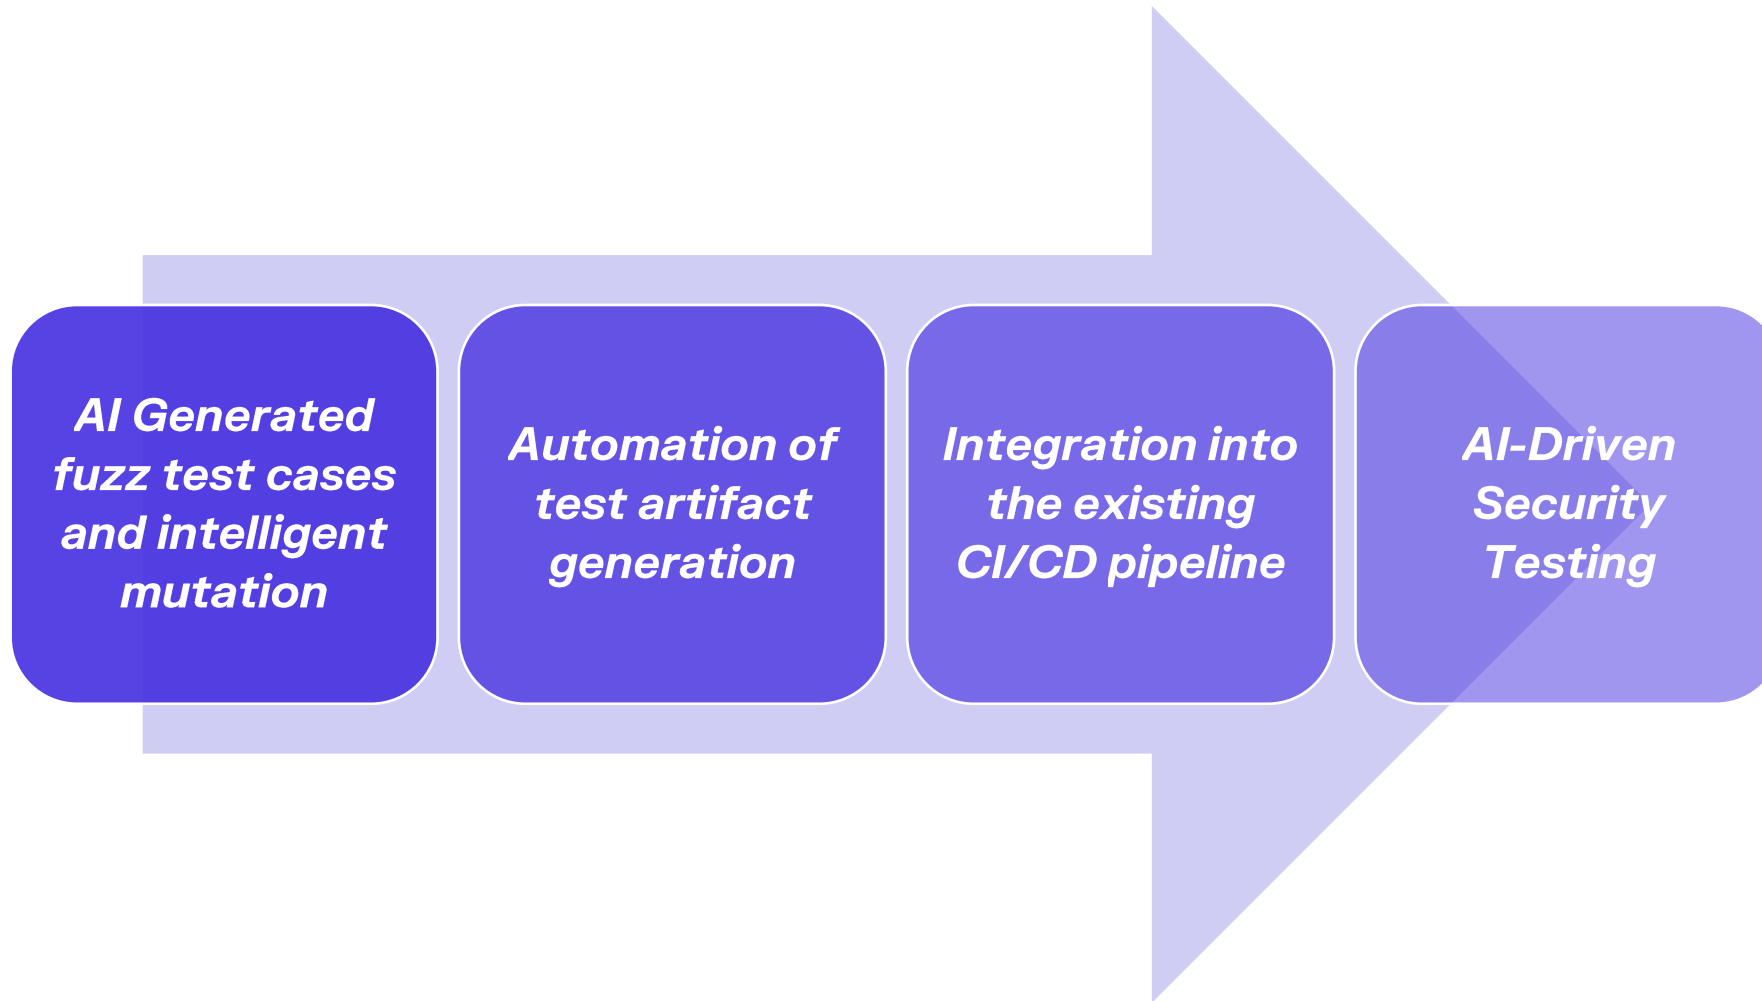 AI Generated
fuzz test cases
and intelligent
mutation
Automation of
test artifact
generation
Integration into
the existing
CI/CD pipeline
AI-Driven
Security
Testing